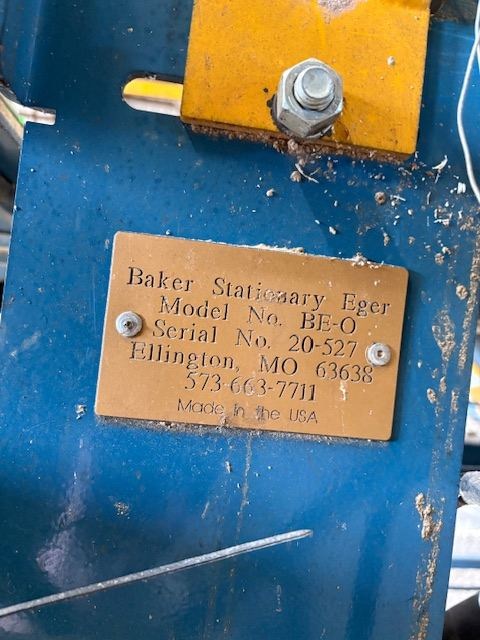 Baker Stationary Eger
Model No. BE-O
Serial No. 20-527
Ellington, MO 63638
573-663-7711
Made In the USA